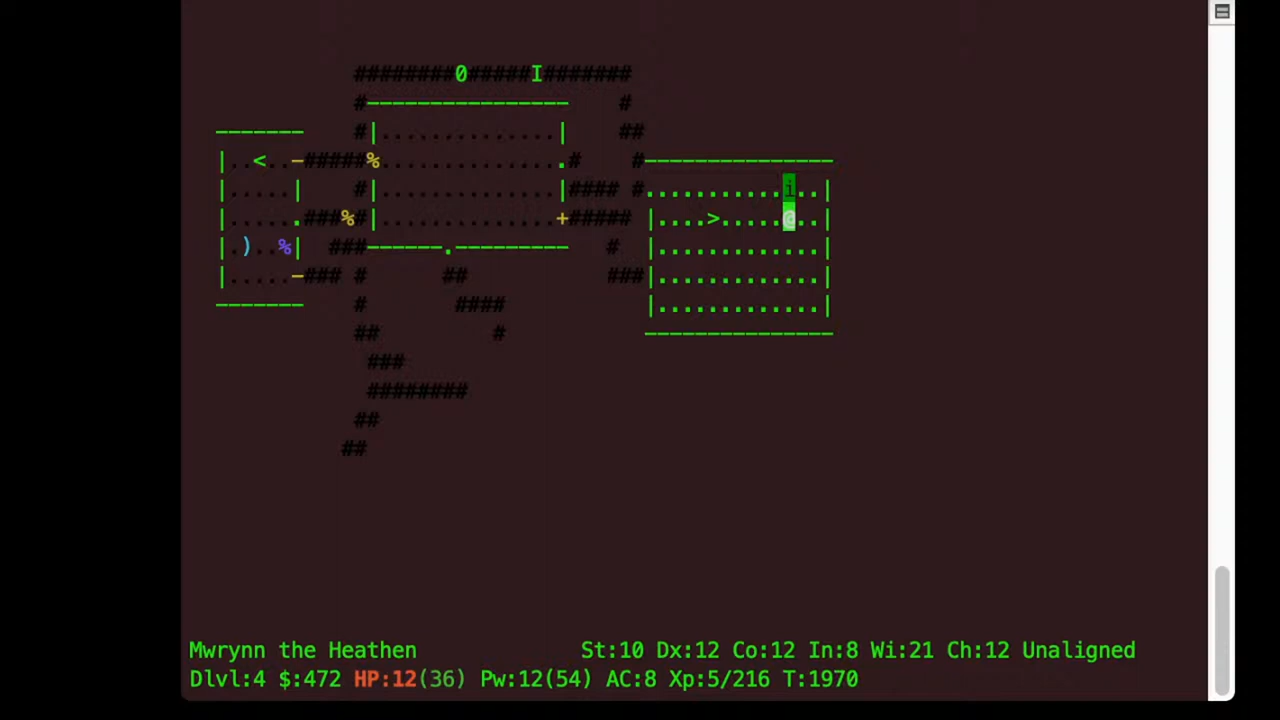 ########0#####I#######
#---------------- #
------- #|.............| ##
|..<..-#####%..............# #---------------
|.....| #|.............|#### #...........i..|
|......###%#|.............+##### |....>.....@..|
|.)..%| ###------.--------- # |.............|
|.....-### # ## ###|.............|
------- # #### |.............|
## # ---------------
###
########
##
##
Mwrynn the Heathen St:10 Dx:12 Co:12 In:8 Wi:21 Ch:12 Unaligned
Dlvl:4 $:472 HP:12(36) Pw:12(54) AC:8 Xp:5/216 T:1970